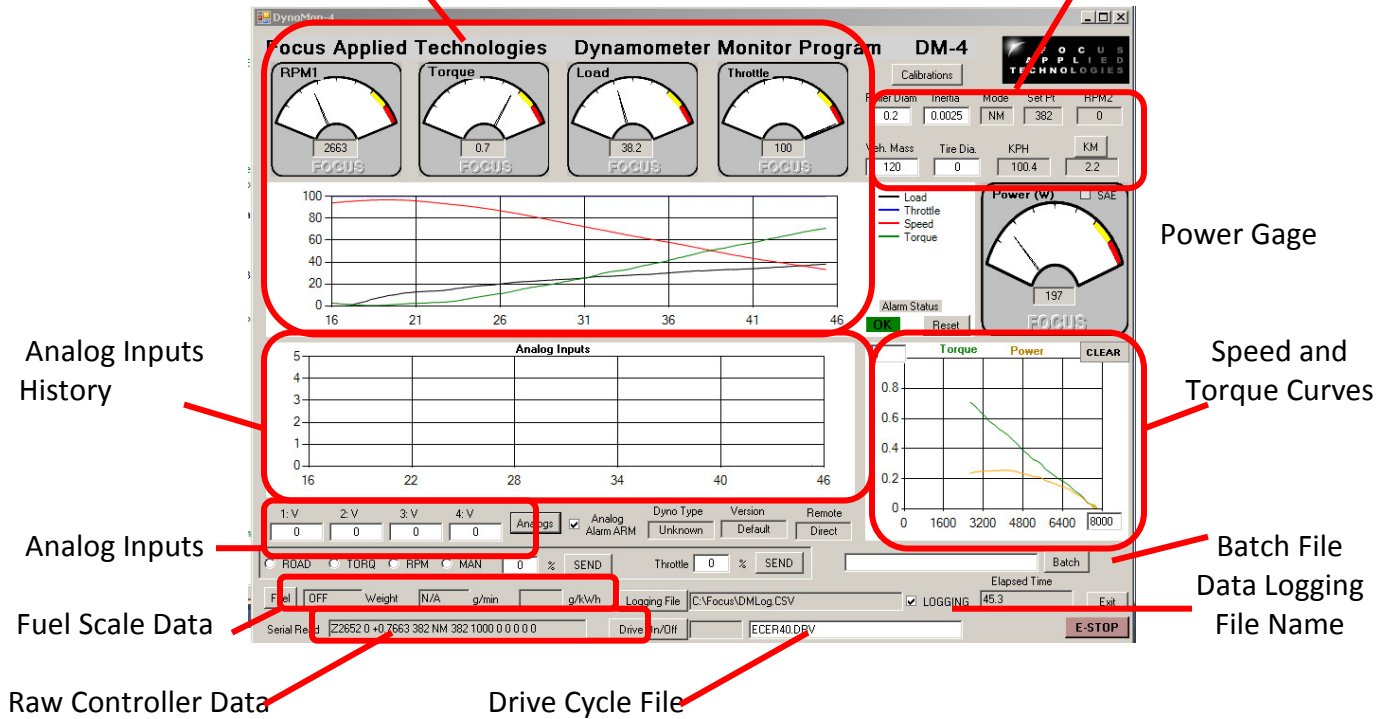 DynoMon-4
Focus Applied Technologies Dynamometer Monitor Program DM-4
FOCUS
APPLIED
TECHNOLOGIES
RPM1
2663
FOCUS
Torque
0.7
FOCUS
Load
38.2
FOCUS
Throttle
100
FOCUS
Calibrations
Roller Diam Inertia Mode Set Pt RPM2
0.2 0.0025 NM 382 0
Veh. Mass Tire Dia. KPH KM
120 0 100.4 2.2
100
80
60
40
20
0
16 21 26 31 36 41 46
Load
Throttle
Speed
Torque
Alarm Status
OK Reset
Power (W) SAE
197
FOCUS
Power Gage
Analog Inputs
History
Analog Inputs
5
4
3
2
1
0
16 22 28 34 40 46
Torque Power CLEAR
0.8
0.6
0.4
0.2
0
0 1600 3200 4800 6400 8000
Speed and
Torque Curves
Analog Inputs
1: V 2: V 3: V 4: V
0 0 0 0
Analogs
Analog
Alarm ARM
Dyno Type Version Remote
Unknown Default Direct
ROAD TORQ RPM MAN 0 % SEND Throttle 0 % SEND Batch
Batch File
Fuel Scale Data
Fuel OFF Weight N/A g/min g/kWh Logging File C:\Focus\DMLog.CSV LOGGING
Elapsed Time
45.3 Exit
Data Logging
File Name
Serial Read Z2652 0 +0.7663 382 NM 382 1000 0 0 0 0 0 Drive On/Off ECER40.DRV E-STOP
Raw Controller Data
Drive Cycle File